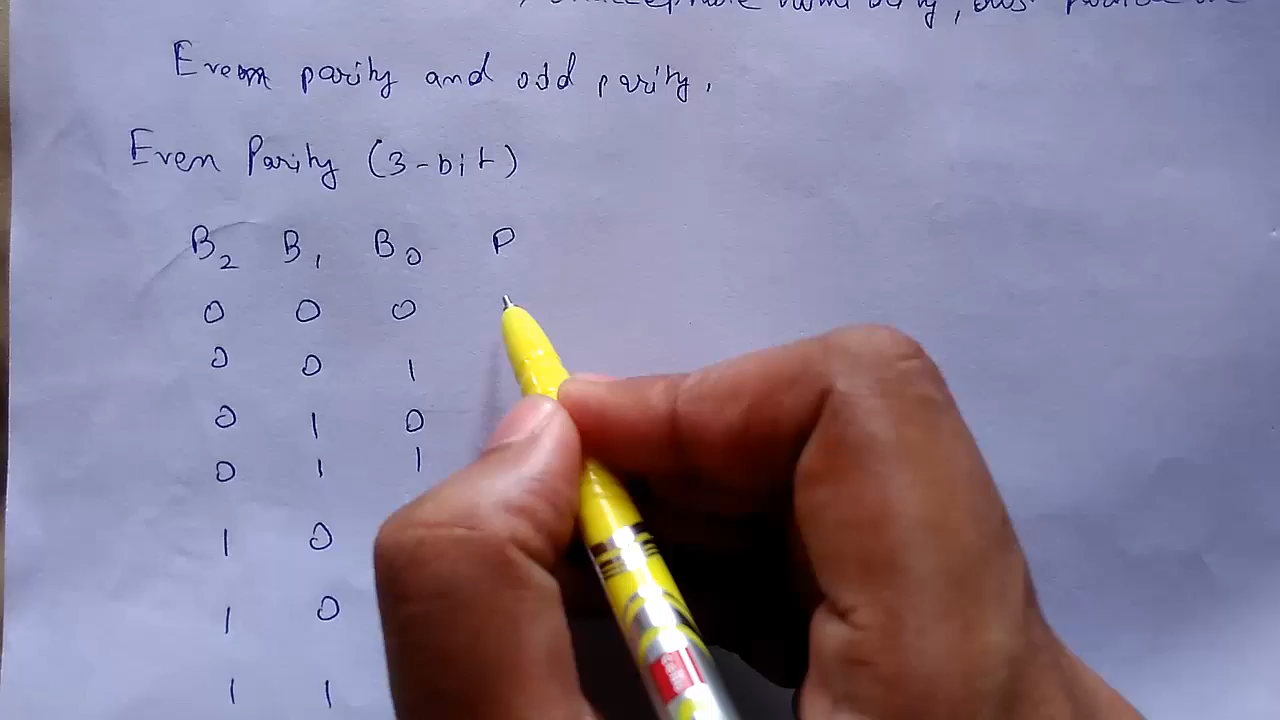 Even parity and odd parity.
Even Parity (3-bit)
B₂ B₁ B₀ P
0 0 0
0 0 1
0 1 0
0 1 1
1 0
1 0
1 1